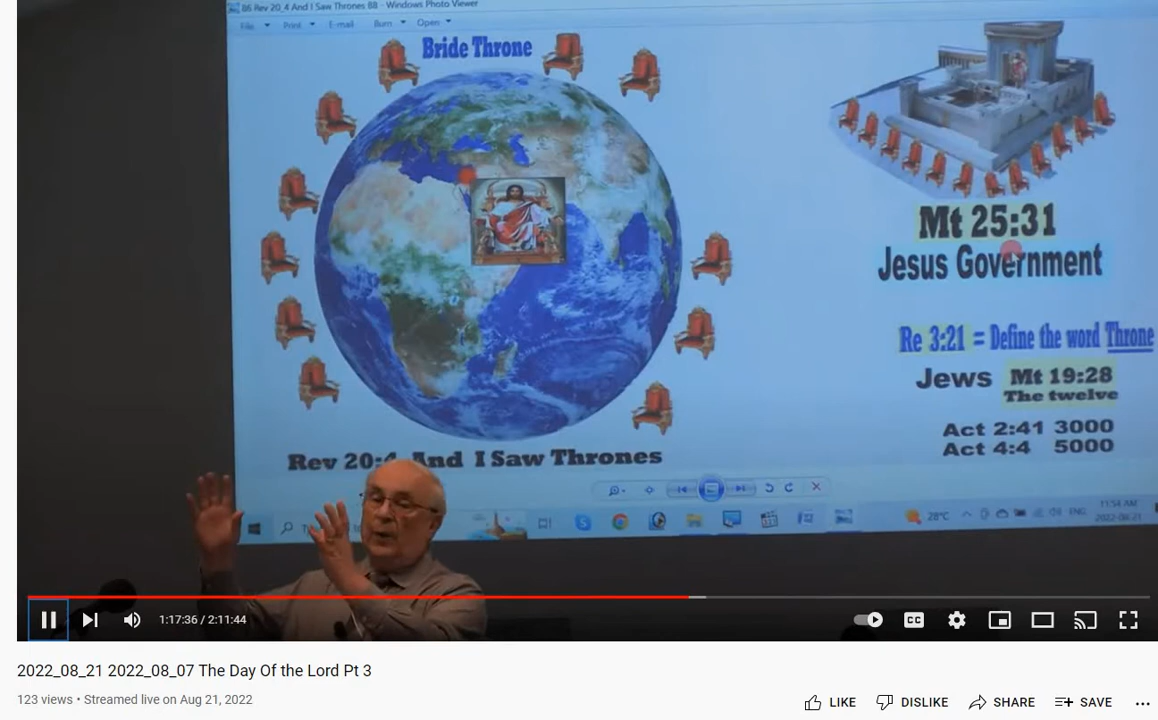 86 Rev 20_4 And I Saw Thrones 8B - Windows Photo Viewer
File Print E-mail Burn Open
Bride Throne
Mt 25:31
Jesus Government
Re 3:21 = Define the word Throne
Jews Mt 19:28
The twelve
Act 2:41 3000
Act 4:4 5000
Rev 20:4 And I Saw Thrones
28°C
ENG
11:54 AM
2022-08-21
1:17:36 / 2:11:44
CC
2022_08_21 2022_08_07 The Day Of the Lord Pt 3
123 views • Streamed live on Aug 21, 2022
LIKE DISLIKE SHARE SAVE